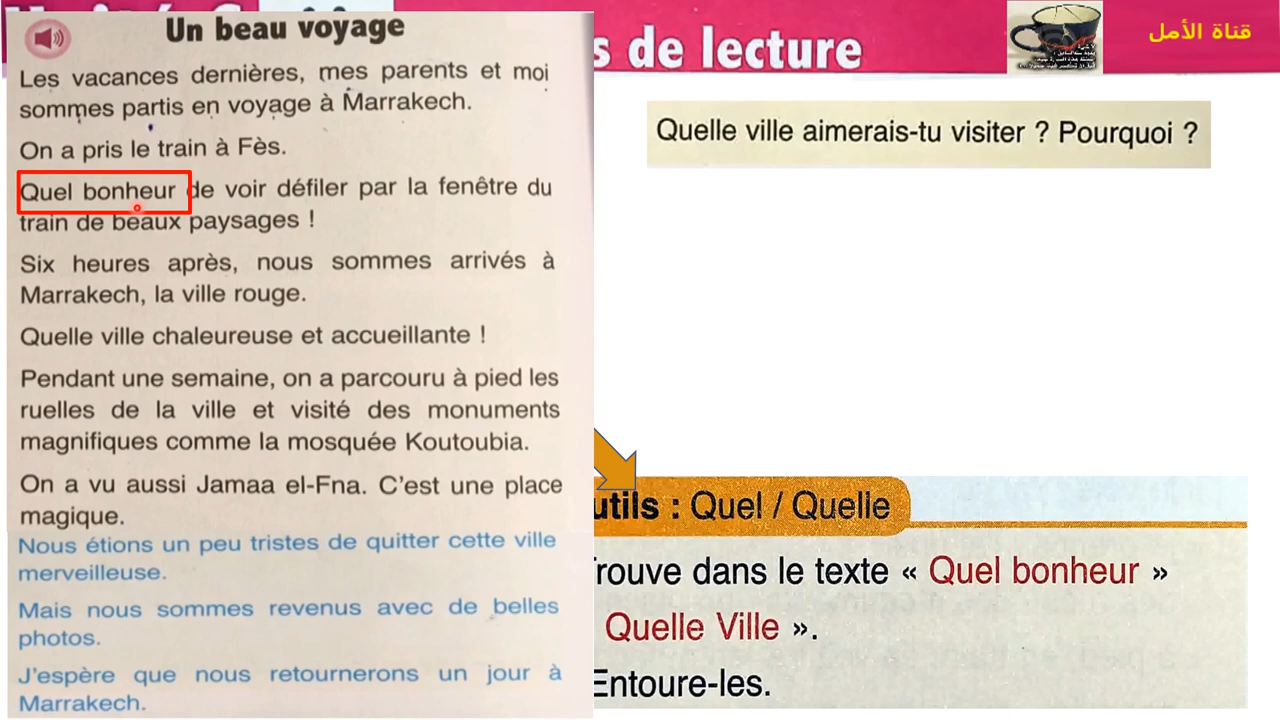 Un beau voyage
Les vacances dernières, mes parents et moi
sommes partis en voyage à Marrakech.
On a pris le train à Fès.
Quel bonheur de voir défiler par la fenêtre du
train de beaux paysages !
Six heures après, nous sommes arrivés à
Marrakech, la ville rouge.
Quelle ville chaleureuse et accueillante !
Pendant une semaine, on a parcouru à pied les
ruelles de la ville et visité des monuments
magnifiques comme la mosquée Koutoubia.
On a vu aussi Jamaa el-Fna. C'est une place
magique.
Nous étions un peu tristes de quitter cette ville
merveilleuse.
Mais nous sommes revenus avec de belles
photos.
J'espère que nous retournerons un jour à
Marrakech.
s de lecture
قناة الأمل
Quelle ville aimerais-tu visiter ? Pourquoi ?
utils : Quel / Quelle
rouve dans le texte « Quel bonheur »
Quelle Ville ».
Entoure-les.